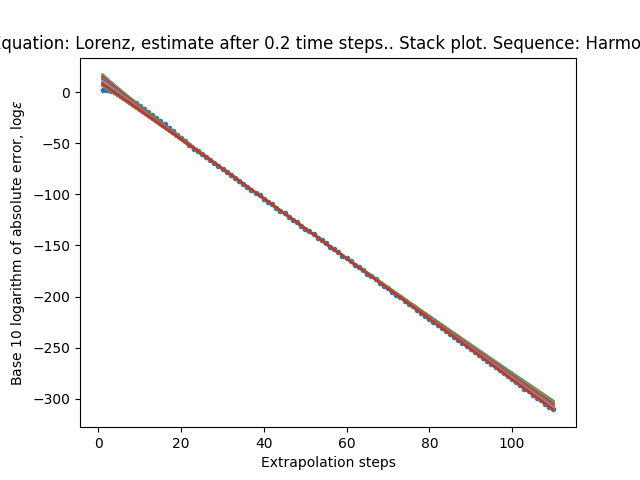 Equation: Lorenz, estimate after 0.2 time steps.. Stack plot. Sequence: Harmo
0
−50
−100
−150
−200
−250
−300
Base 10 logarithm of absolute error, logε
0 20 40 60 80 100
Extrapolation steps